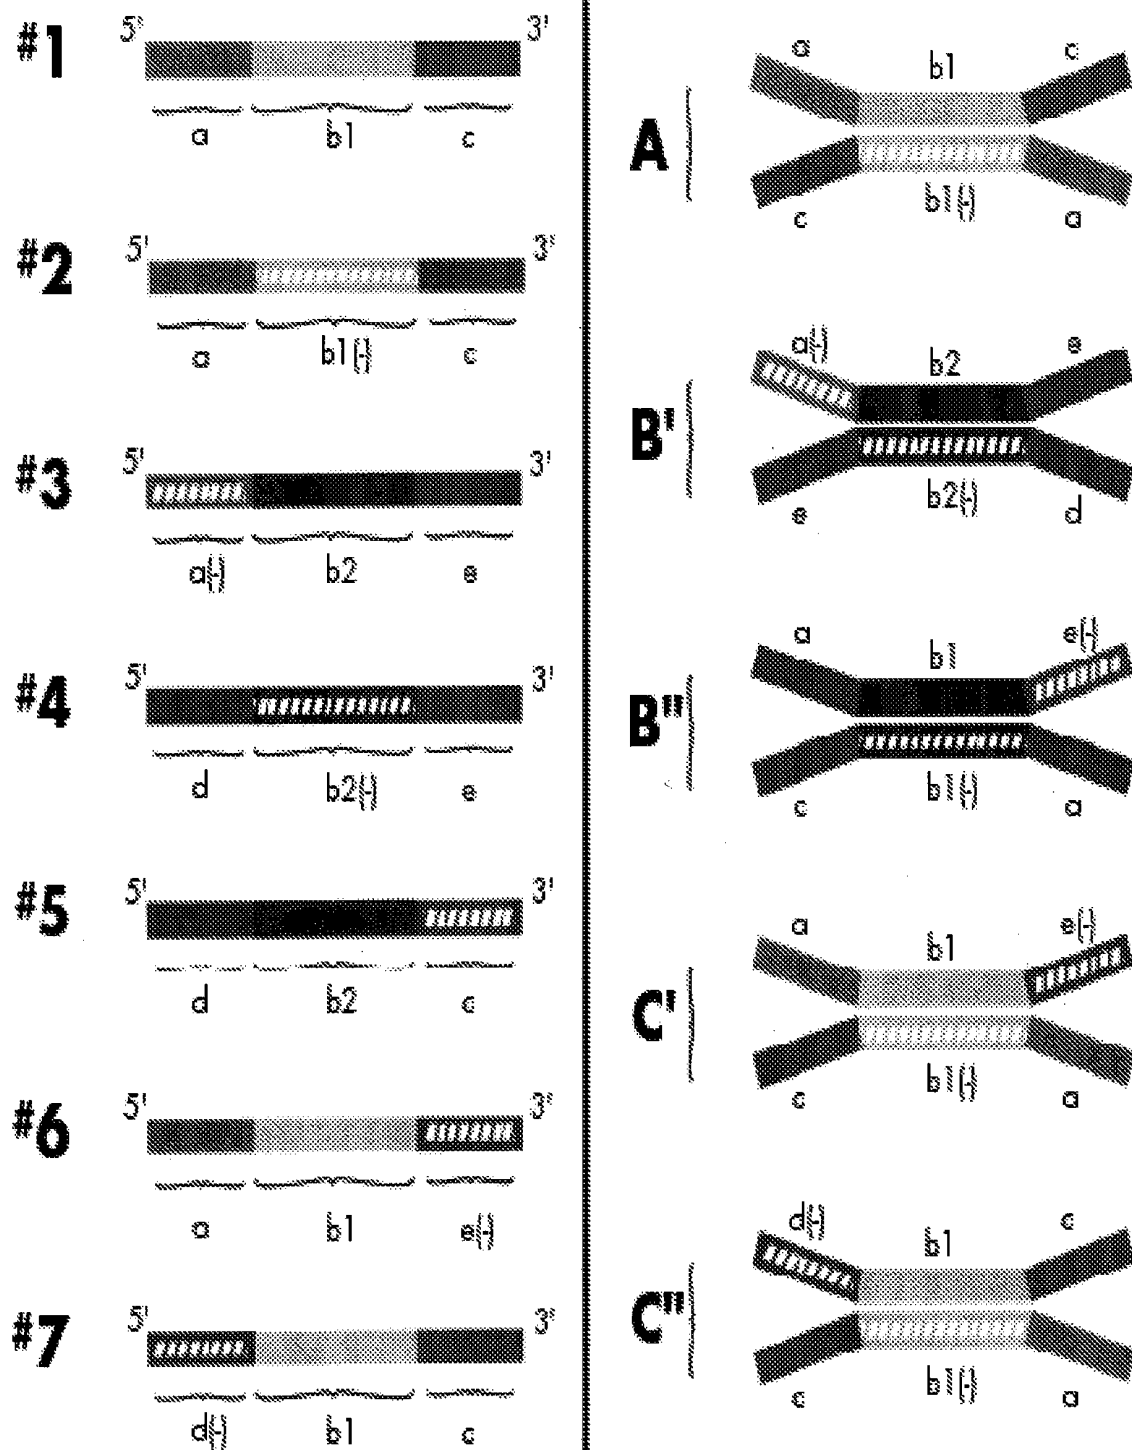 #1 5' 3'
a b1 c
#2 5' 3'
a b1(-) c
#3 5' 3'
a(-) b2 e
#4 5' 3'
d b2(-) e
#5 5' 3'
d b2 c
#6 5' 3'
a b1 e(-)
#7 5' 3'
d(-) b1 c
a b1 c
A
c b1(-) a
a(-) b2 e
B'
e b2(-) d
a b1 e(-)
B"
c b1(-) a
a b1 e(-)
C'
c b1(-) a
d(-) b1 c
C"
c b1(-) a